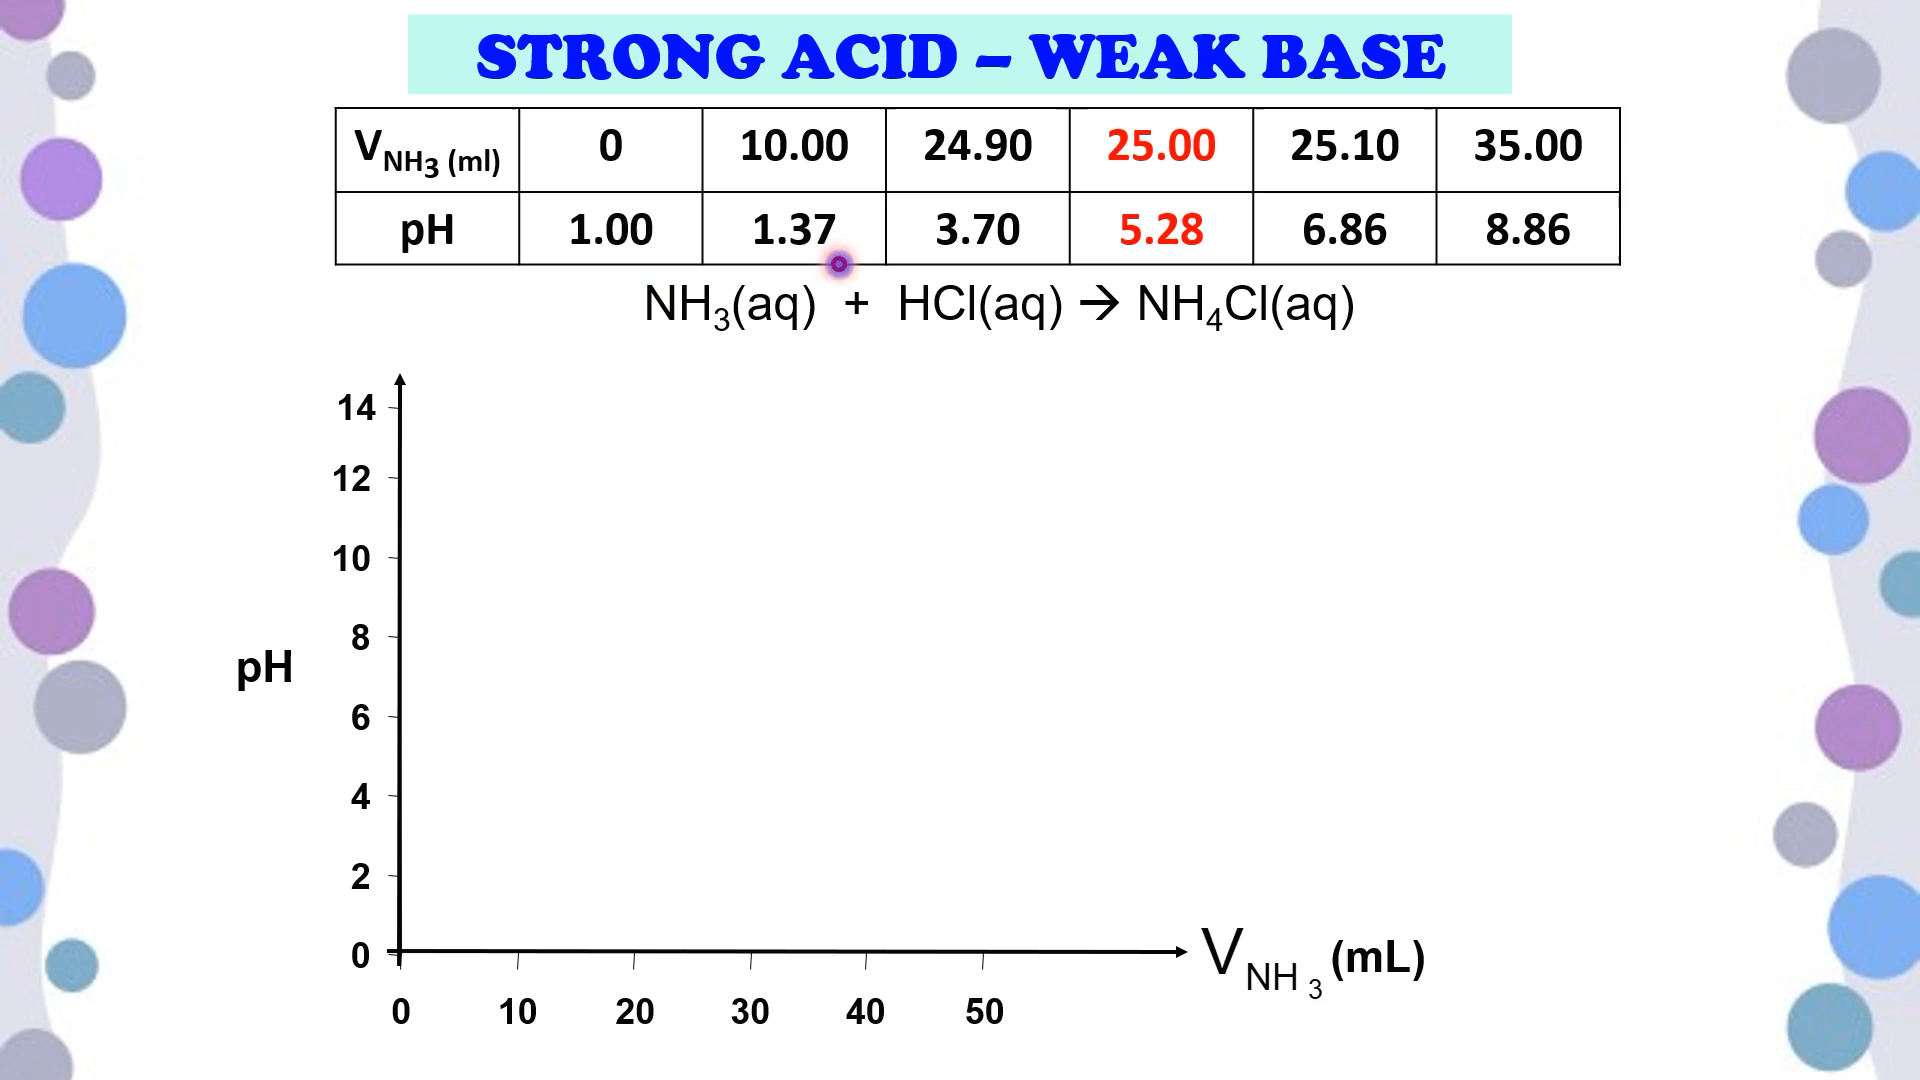 STRONG ACID – WEAK BASE
V NH3 (ml) 0 10.00 24.90 25.00 25.10 35.00
pH 1.00 1.37 3.70 5.28 6.86 8.86
NH3(aq) + HCl(aq) → NH4Cl(aq)
14
12
10
8
pH
6
4
2
0
V NH 3 (mL)
0 10 20 30 40 50